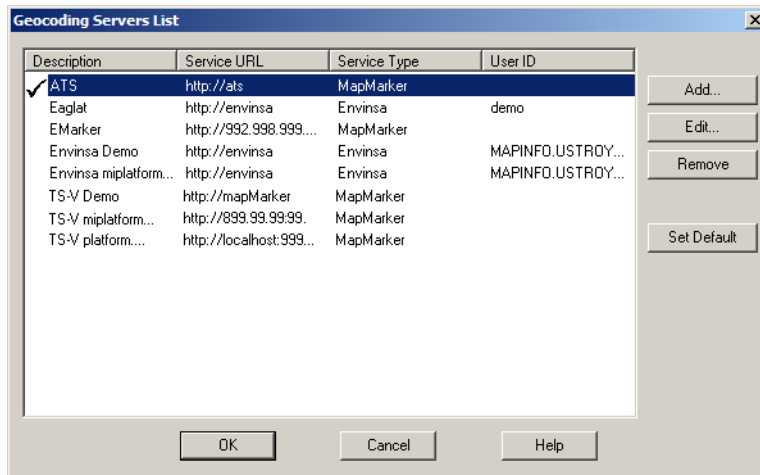 Geocoding Servers List
Description Service URL Service Type User ID
ATS http://ats MapMarker
Eaglat http://envinsa Envinsa demo
EMarker http://992.998.999.... MapMarker
Envinsa Demo http://envinsa Envinsa MAPINFO.USTROY...
Envinsa miplatform... http://envinsa Envinsa MAPINFO.USTROY...
TS-V Demo http://mapMarker MapMarker
TS-V miplatform... http://899.99.99:99. MapMarker
TS-V platform.... http://localhost:999... MapMarker
Add...
Edit...
Remove
Set Default
OK Cancel Help